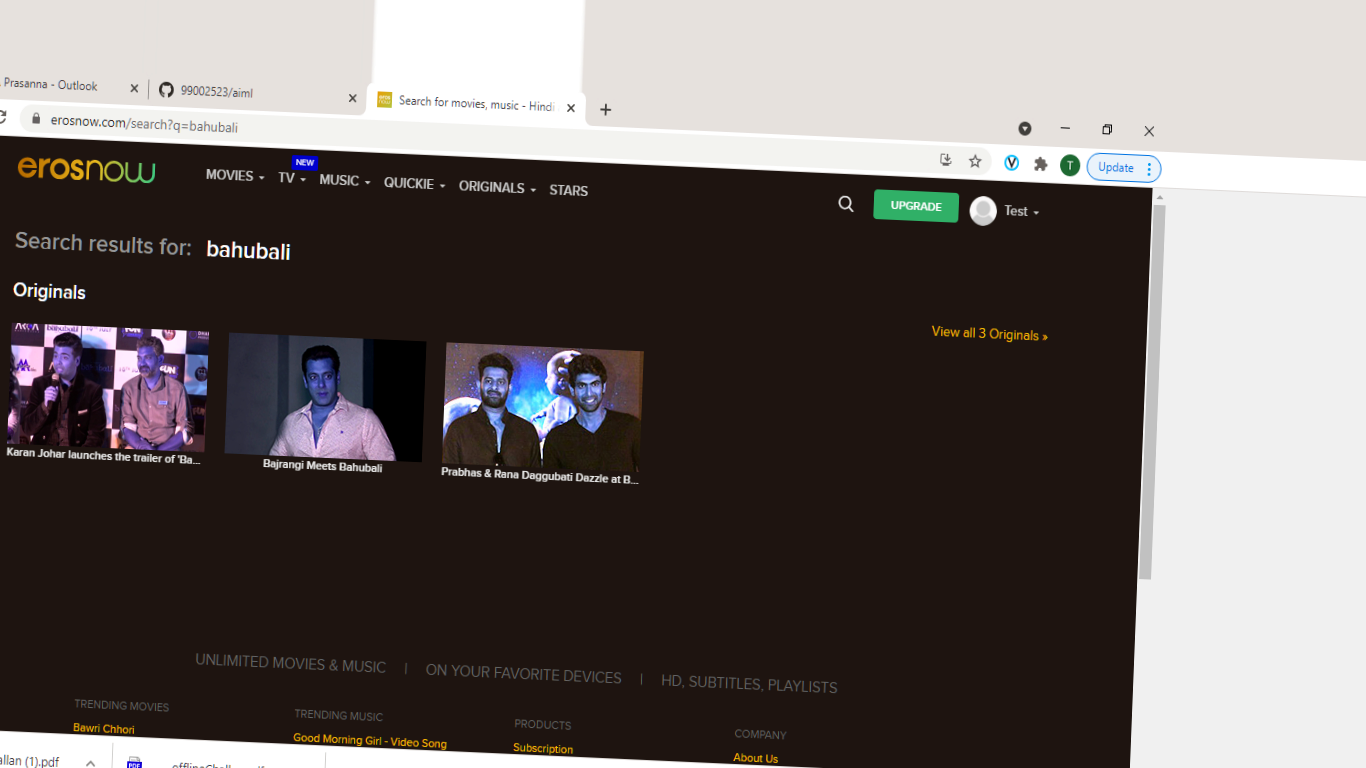 Prasanna - Outlook
99002523/aiml
Search for movies, music - Hindi
erosnow.com/search?q=bahubali
T
Update
erosnow
MOVIES
TV
NEW
MUSIC
QUICKIE
ORIGINALS
STARS
UPGRADE
Test
Search results for: bahubali
Originals
View all 3 Originals »
Karan Johar launches the trailer of 'Ba...
Bajrangi Meets Bahubali
Prabhas & Rana Daggubati Dazzle at B...
UNLIMITED MOVIES & MUSIC | ON YOUR FAVORITE DEVICES | HD, SUBTITLES, PLAYLISTS
TRENDING MOVIES
Bawri Chhori
TRENDING MUSIC
Good Morning Girl - Video Song
PRODUCTS
Subscription
COMPANY
About Us
allan (1).pdf
PDF